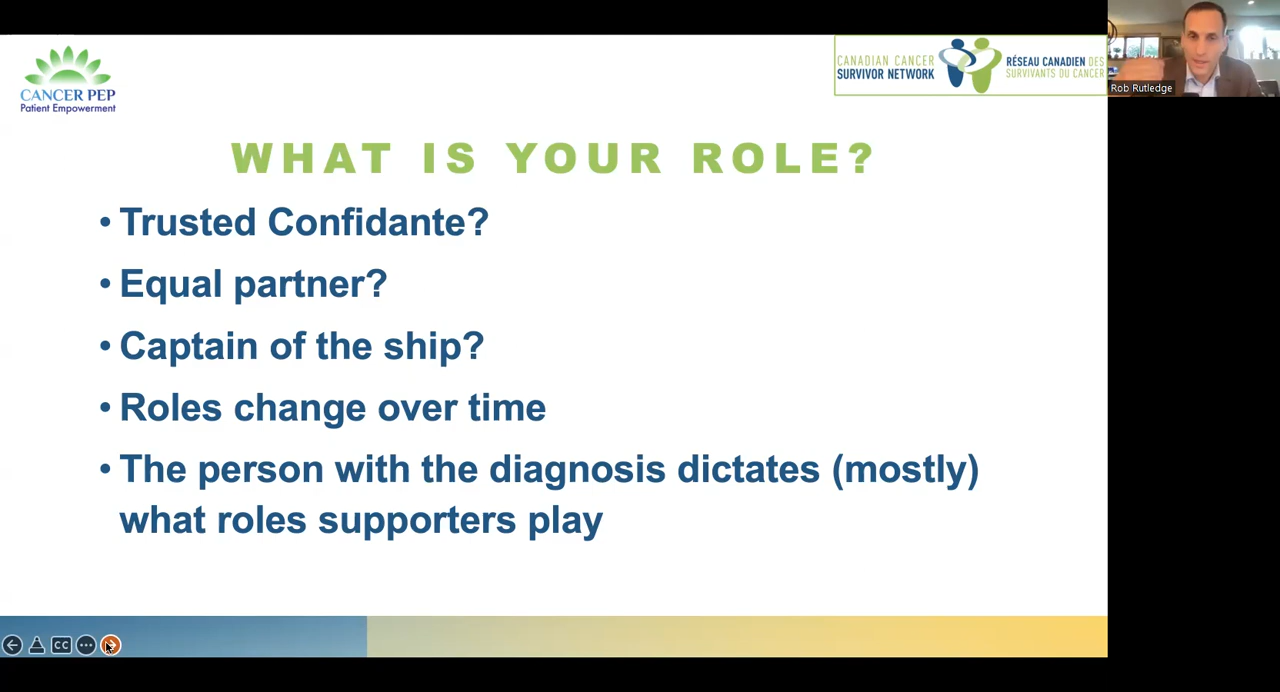 CANCER PEP
Patient Empowerment
CANADIAN CANCER
SURVIVOR NETWORK
RÉSEAU CANADIEN DES
SURVIVANTS DU CANCER
Rob Rutledge
WHAT IS YOUR ROLE?
• Trusted Confidante?
• Equal partner?
• Captain of the ship?
• Roles change over time
• The person with the diagnosis dictates (mostly)
what roles supporters play
CC